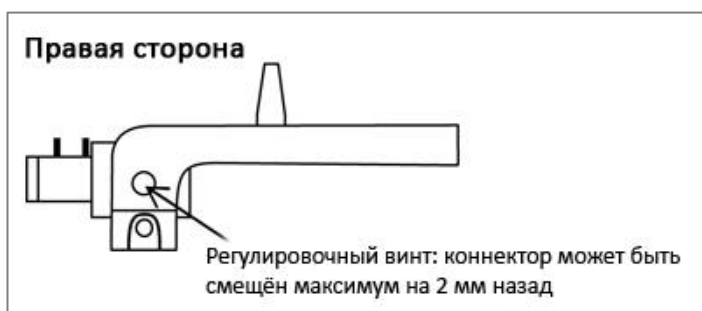 Правая сторона
Регулировочный винт: коннектор может быть
смещён максимум на 2 мм назад